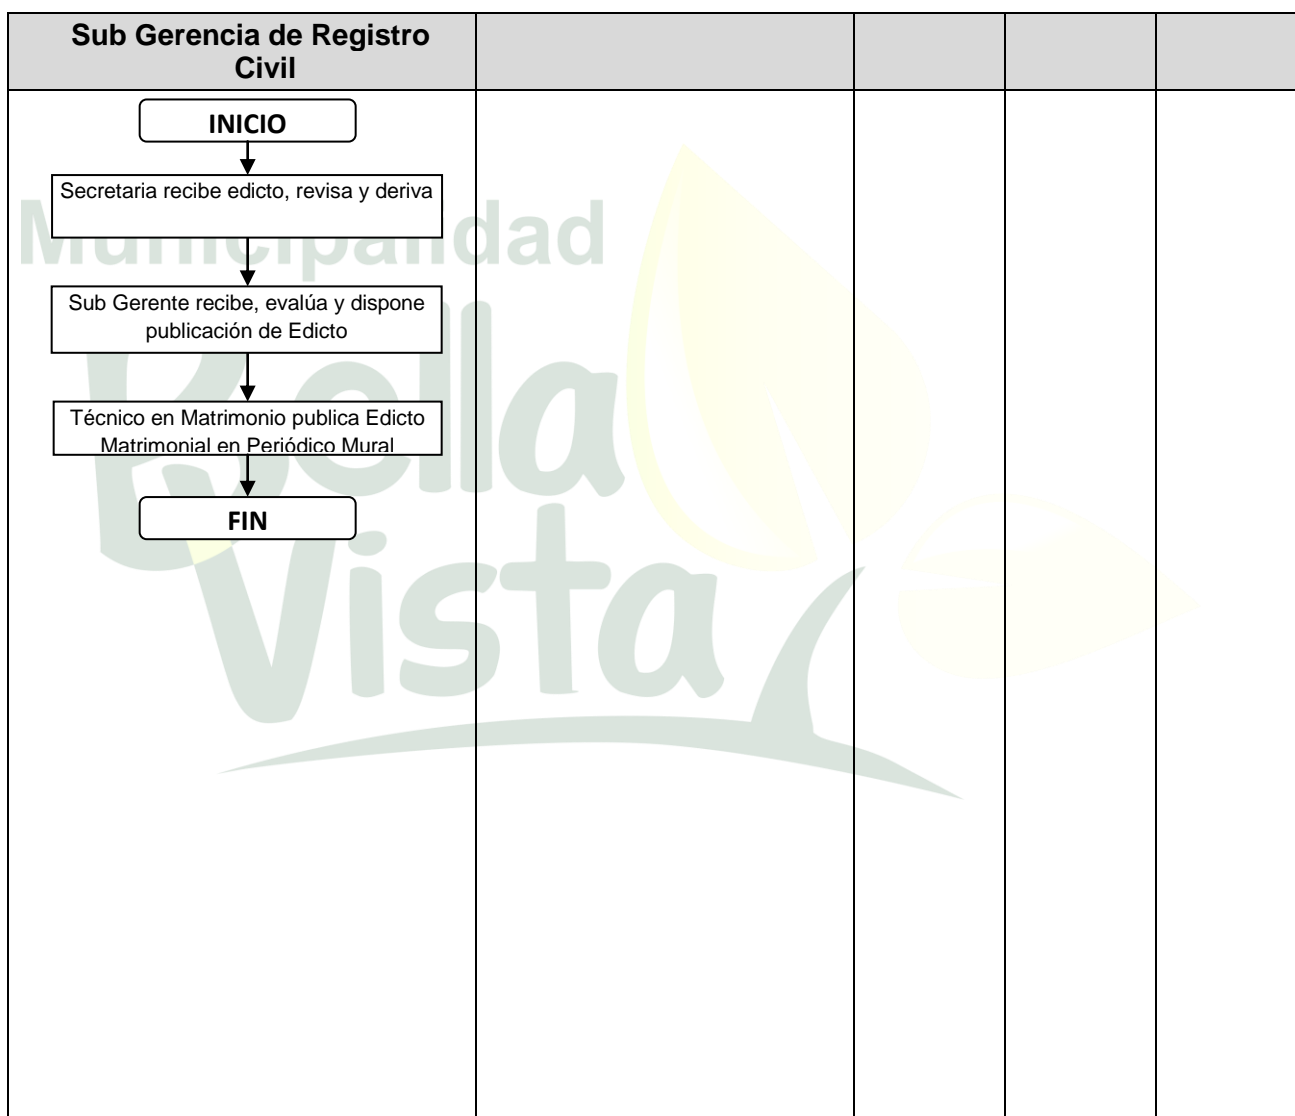 Sub Gerencia de Registro
Civil
INICIO
Secretaria recibe edicto, revisa y deriva
Municipalidad
Sub Gerente recibe, evalúa y dispone
publicación de Edicto
Bella
Técnico en Matrimonio publica Edicto
Matrimonial en Periódico Mural
FIN
Vista